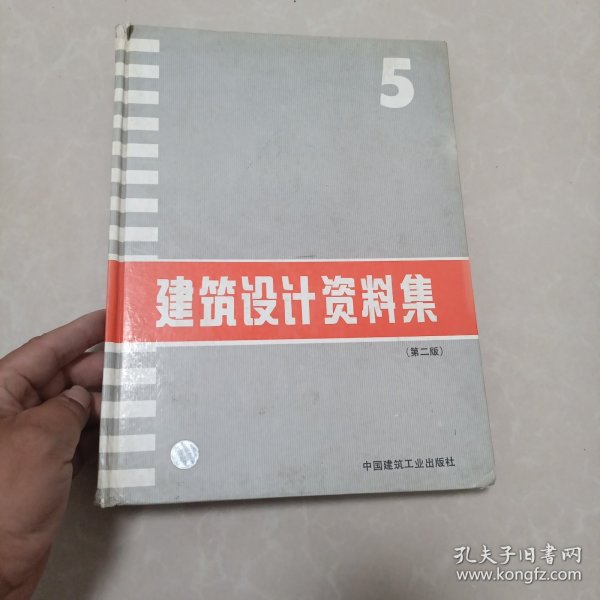 5
建筑设计资料集
(第二版)
中国建筑工业出版社
孔夫子旧书网
www.kongfz.com